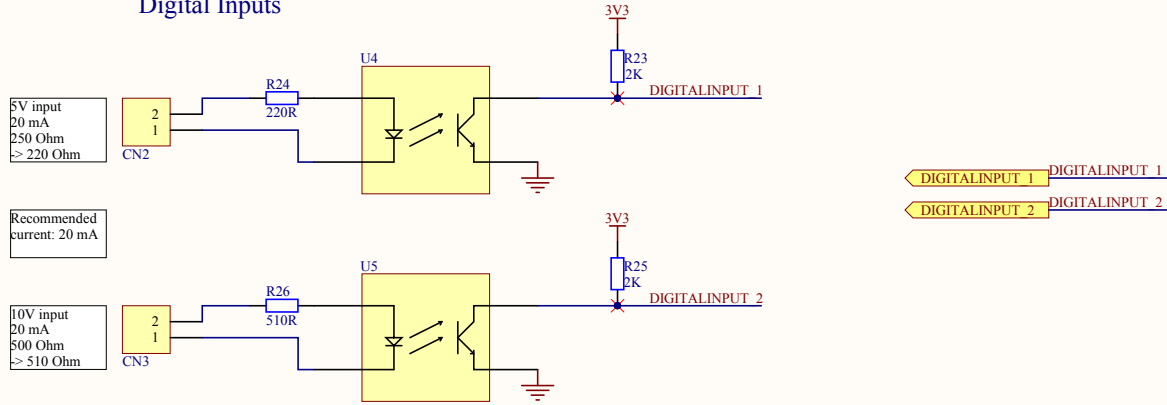 Digital Inputs
3V3
U4
R23
2K
R24
DIGITALINPUT_1
5V input
20 mA
250 Ohm
-> 220 Ohm
2
1
220R
CN2
DIGITALINPUT_1
DIGITALINPUT_1
DIGITALINPUT_2
DIGITALINPUT_2
Recommended
current: 20 mA
3V3
U5
R25
2K
R26
DIGITALINPUT_2
10V input
20 mA
500 Ohm
-> 510 Ohm
2
1
510R
CN3